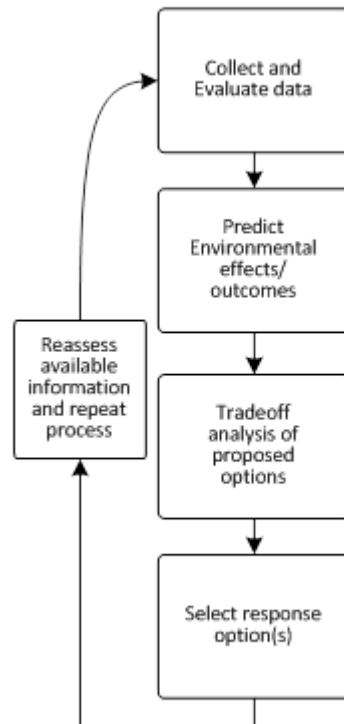 Collect and
Evaluate data
Predict
Environmental
effects/
outcomes
Reassess
available
information
and repeat
process
Tradeoff
analysis of
proposed
options
Select response
option(s)